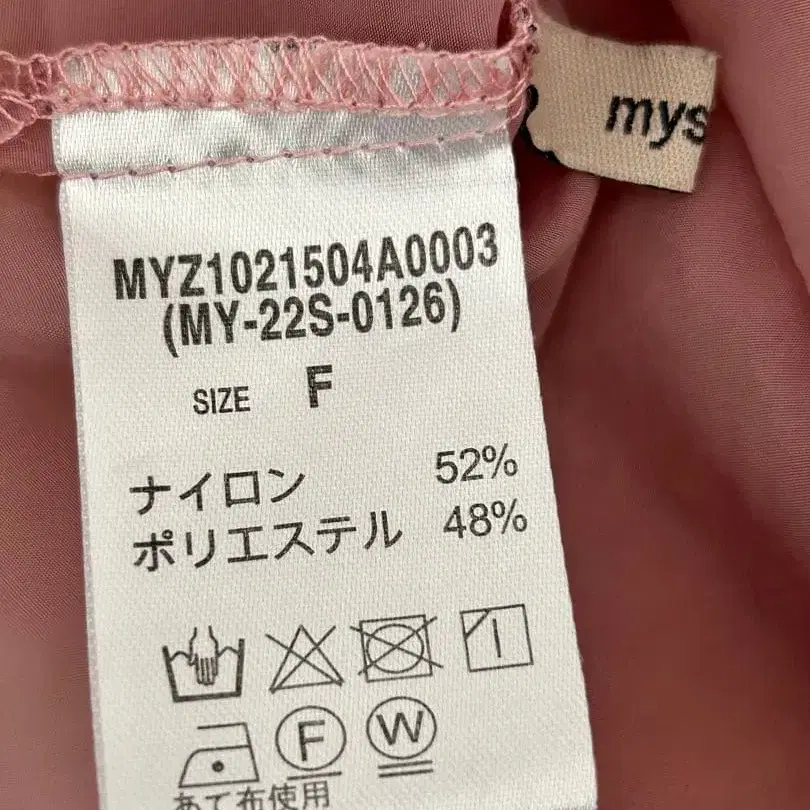 mys
MYZ1021504A0003
(MY-22S-0126)
SIZE F
ナイロン 52%
ポリエステル 48%
F W
あて布使用